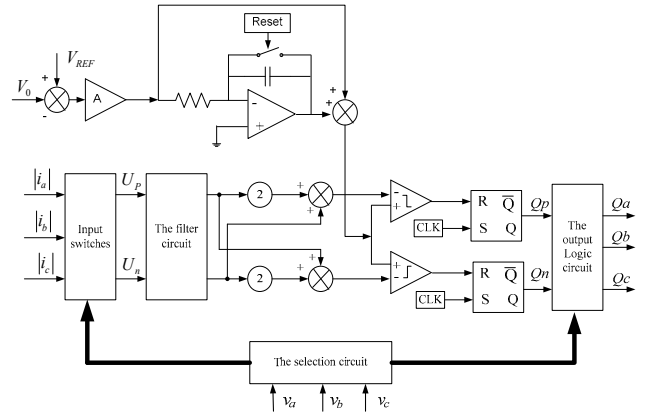 Reset
V_REF
+
V_0
-
A
-
+
+
+
|i_a|
|i_b|
|i_c|
Input
switches
U_P
U_n
The filter
circuit
2
2
+
+
+
+
-
+
+
-
CLK
CLK
R Q̅
S Q
R Q̅
S Q
Qp
Qn
The
output
Logic
circuit
Qa
Qb
Qc
The selection circuit
v_a v_b v_c